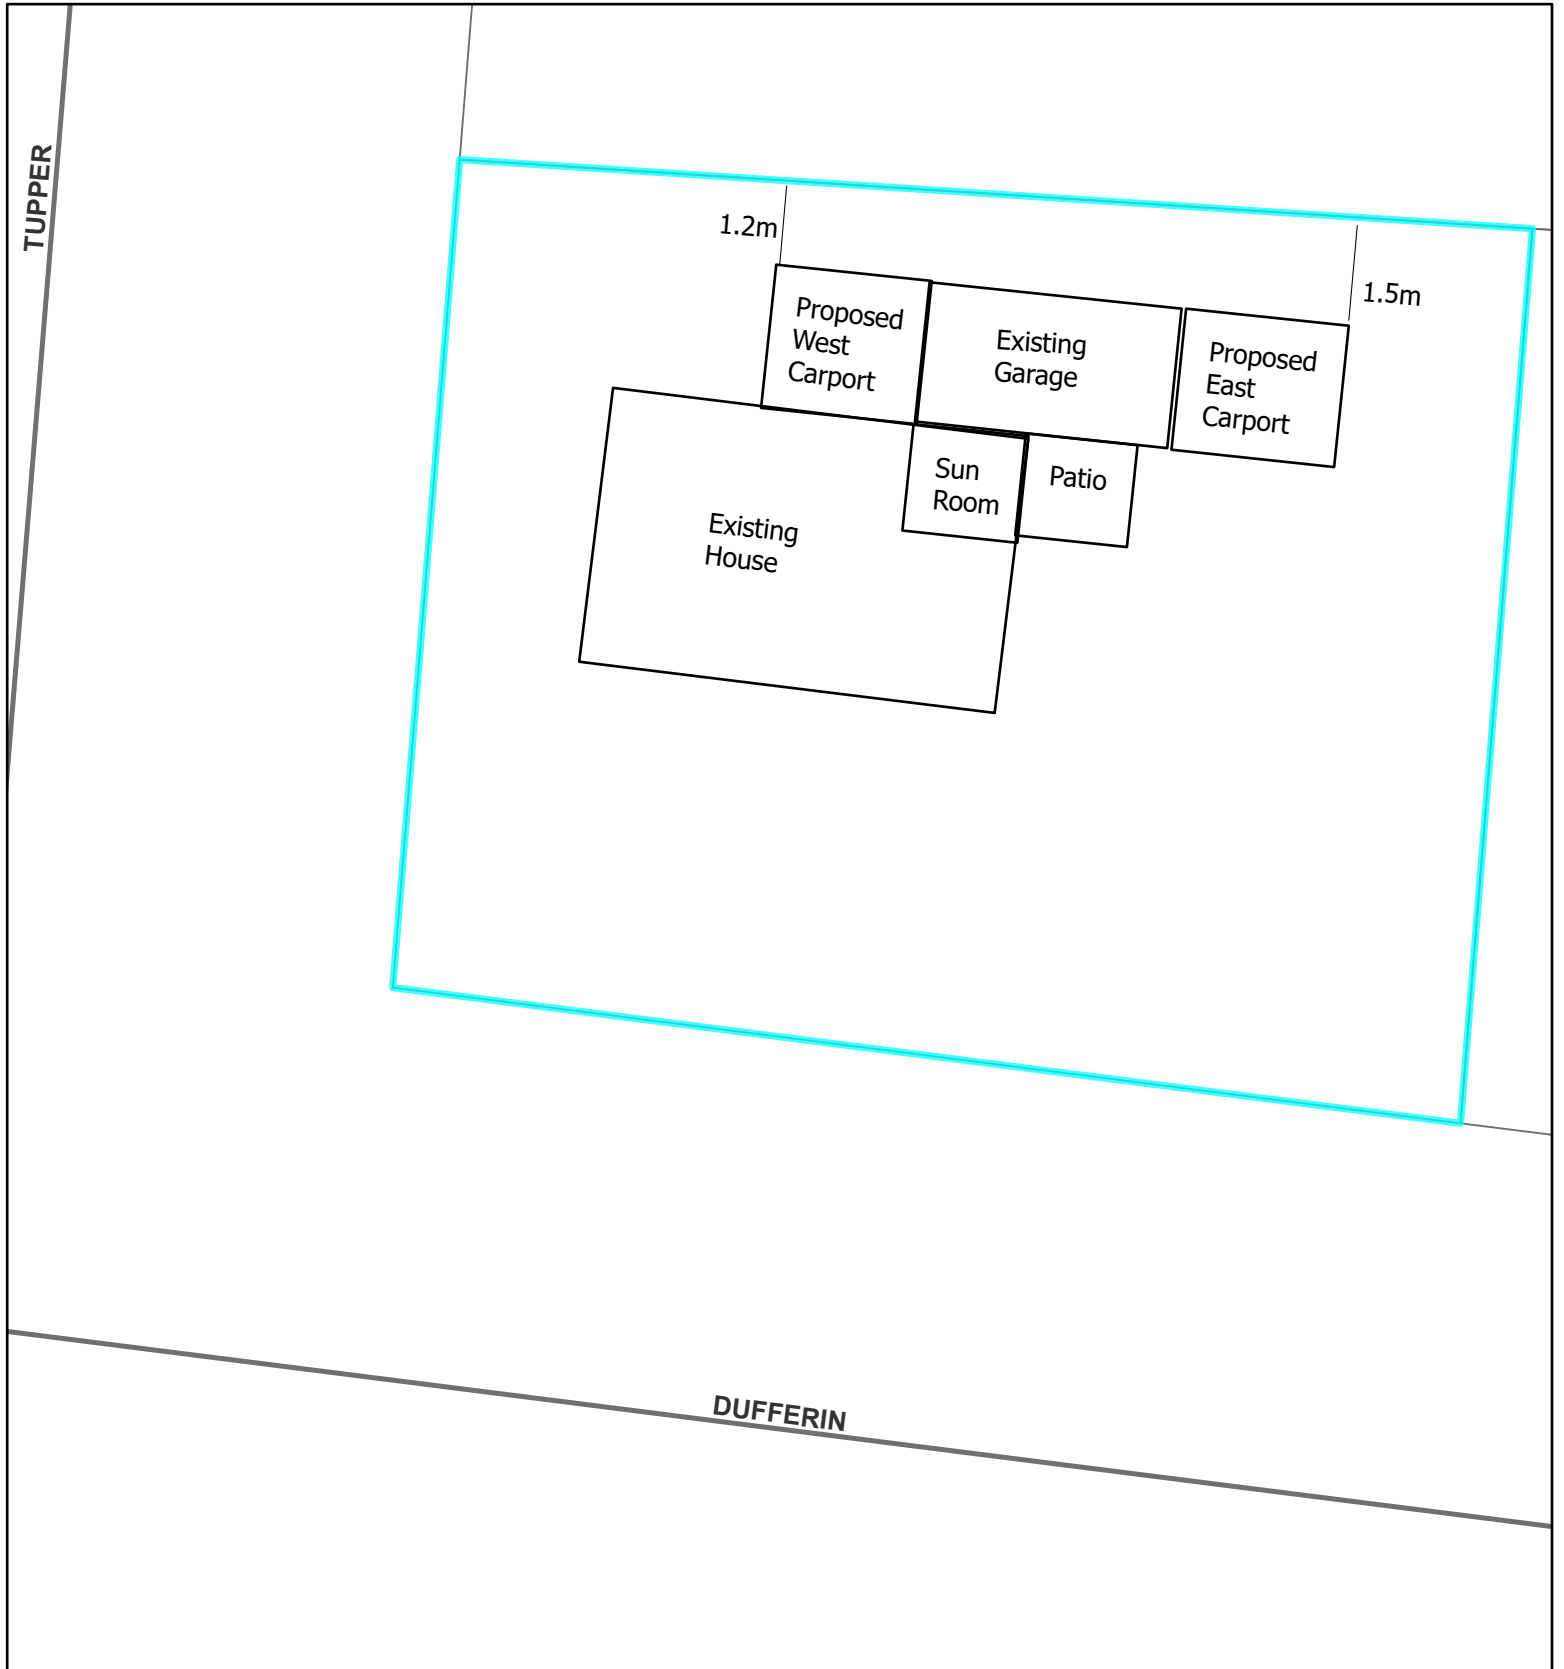 TUPPER
1.2m
1.5m
Proposed
West
Carport
Existing
Garage
Proposed
East
Carport
Sun
Room
Patio
Existing
House
DUFFERIN